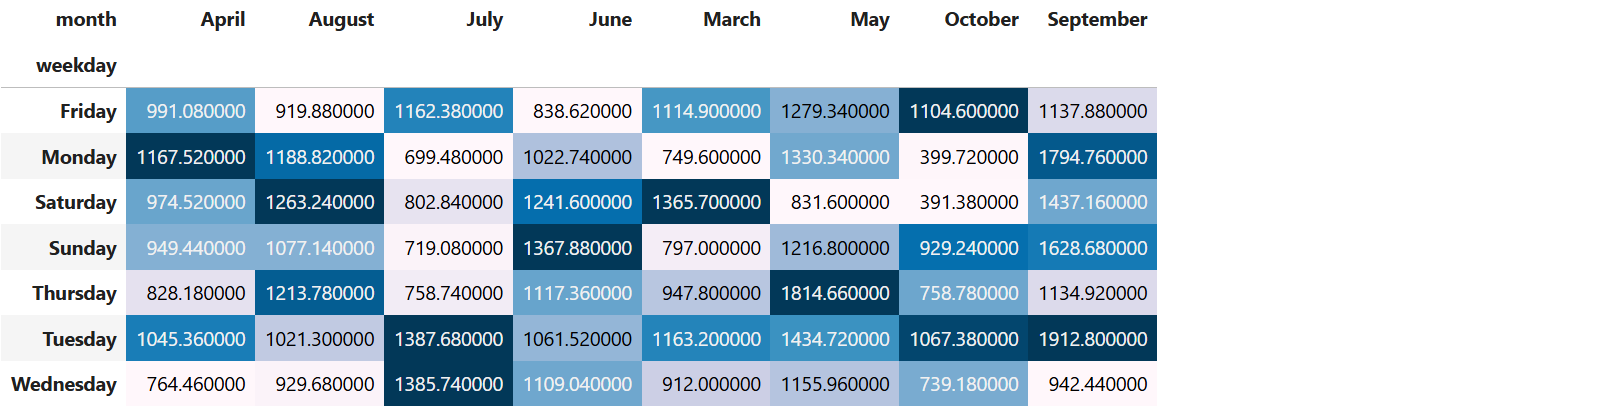 month April August July June March May October September
weekday
Friday 991.080000 919.880000 1162.380000 838.620000 1114.900000 1279.340000 1104.600000 1137.880000
Monday 1167.520000 1188.820000 699.480000 1022.740000 749.600000 1330.340000 399.720000 1794.760000
Saturday 974.520000 1263.240000 802.840000 1241.600000 1365.700000 831.600000 391.380000 1437.160000
Sunday 949.440000 1077.140000 719.080000 1367.880000 797.000000 1216.800000 929.240000 1628.680000
Thursday 828.180000 1213.780000 758.740000 1117.360000 947.800000 1814.660000 758.780000 1134.920000
Tuesday 1045.360000 1021.300000 1387.680000 1061.520000 1163.200000 1434.720000 1067.380000 1912.800000
Wednesday 764.460000 929.680000 1385.740000 1109.040000 912.000000 1155.960000 739.180000 942.440000